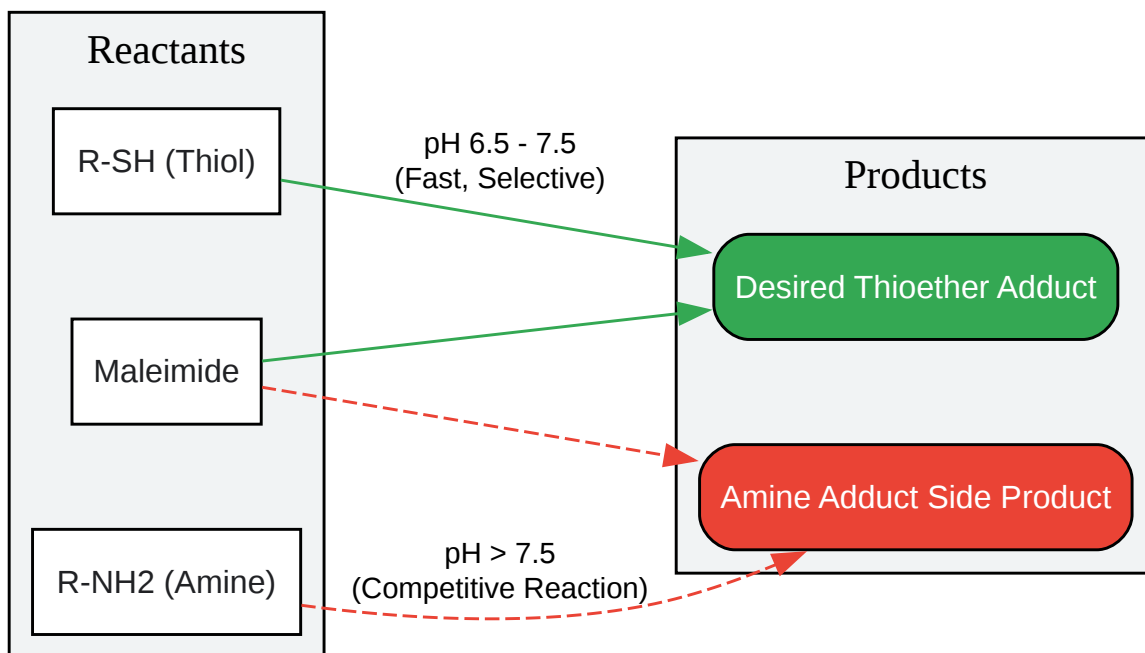 Reactants
R-SH (Thiol)
Maleimide
R-NH2 (Amine)
pH 6.5 - 7.5
(Fast, Selective)
pH > 7.5
(Competitive Reaction)
Products
Desired Thioether Adduct
Amine Adduct Side Product